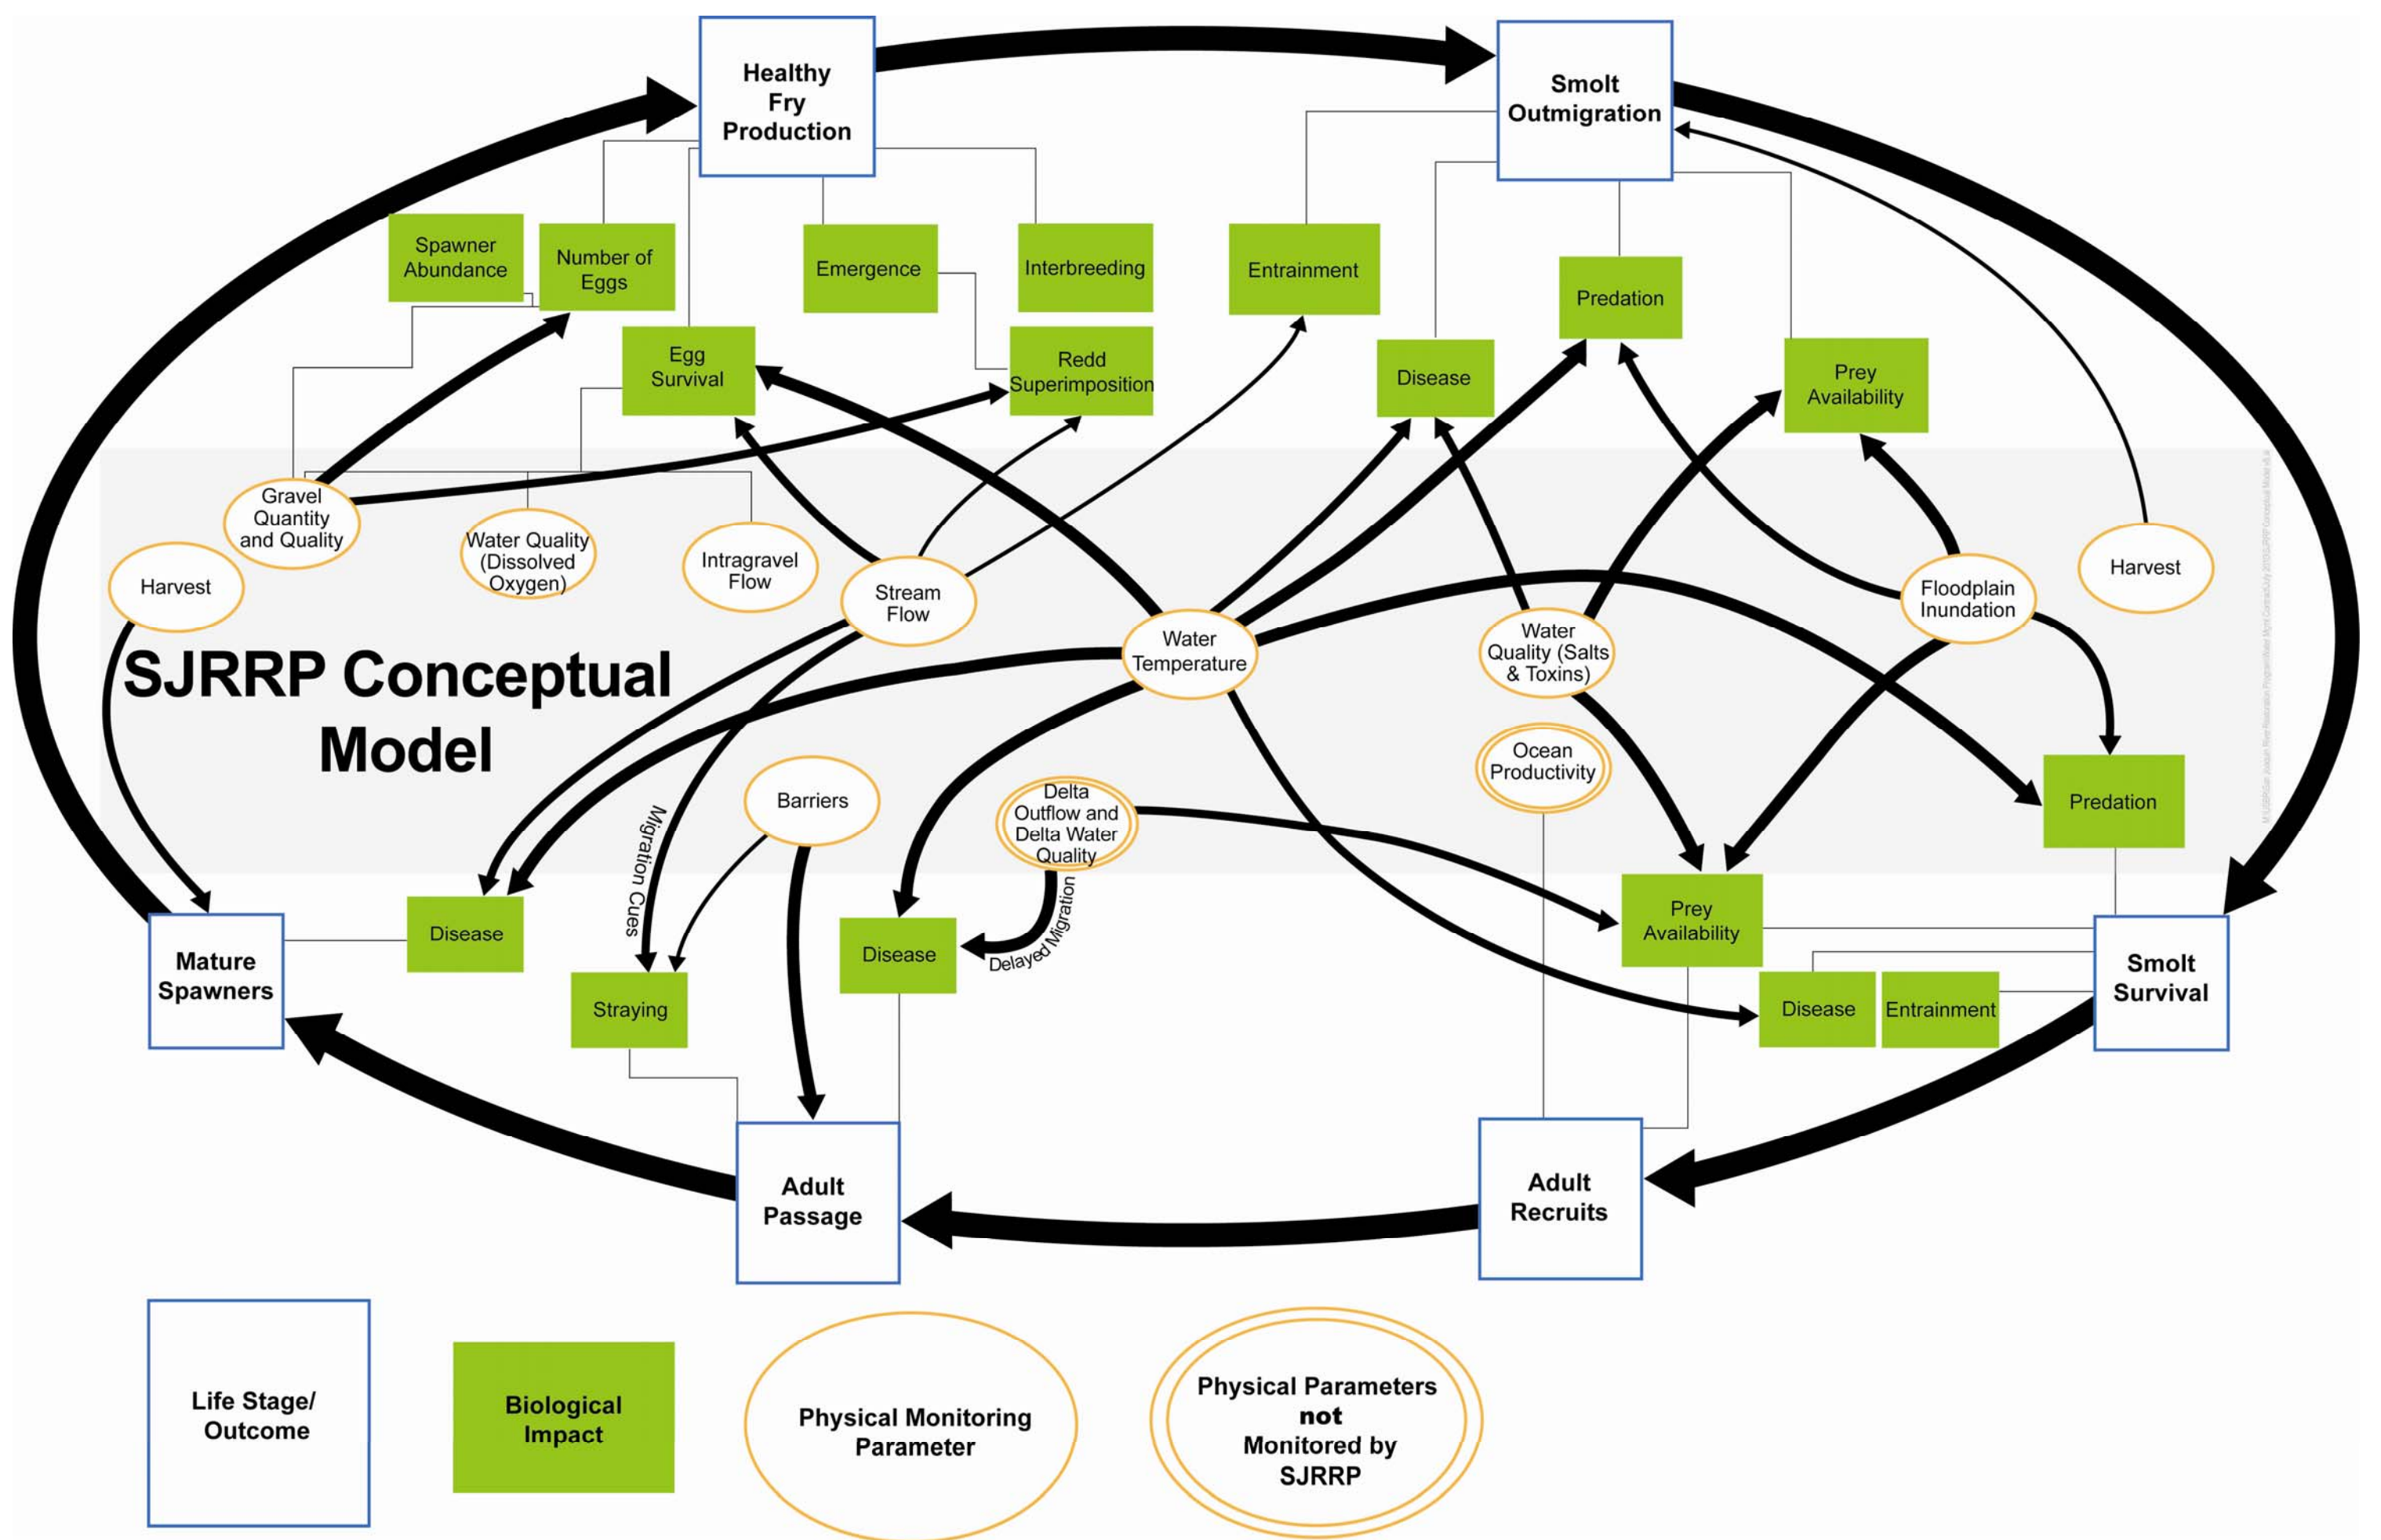 Healthy
Fry
Production
Smolt
Outmigration
Spawner
Abundance
Number of
Eggs
Emergence
Interbreeding
Entrainment
Predation
Egg
Survival
Redd
Superimposition
Disease
Prey
Availability
Gravel
Quantity
and Quality
Water Quality
(Dissolved
Oxygen)
Intragravel
Flow
Harvest
Stream
Flow
Water
Temperature
Water
Quality (Salts
& Toxins)
Floodplain
Inundation
Harvest
SJRRP Conceptual
Model
Barriers
Migration Cues
Delta
Outflow and
Delta Water
Quality
Delayed Migration
Ocean
Productivity
Predation
Mature
Spawners
Disease
Straying
Disease
Prey
Availability
Disease
Entrainment
Smolt
Survival
Adult
Passage
Adult
Recruits
Life Stage/
Outcome
Biological
Impact
Physical Monitoring
Parameter
Physical Parameters
not
Monitored by
SJRRP